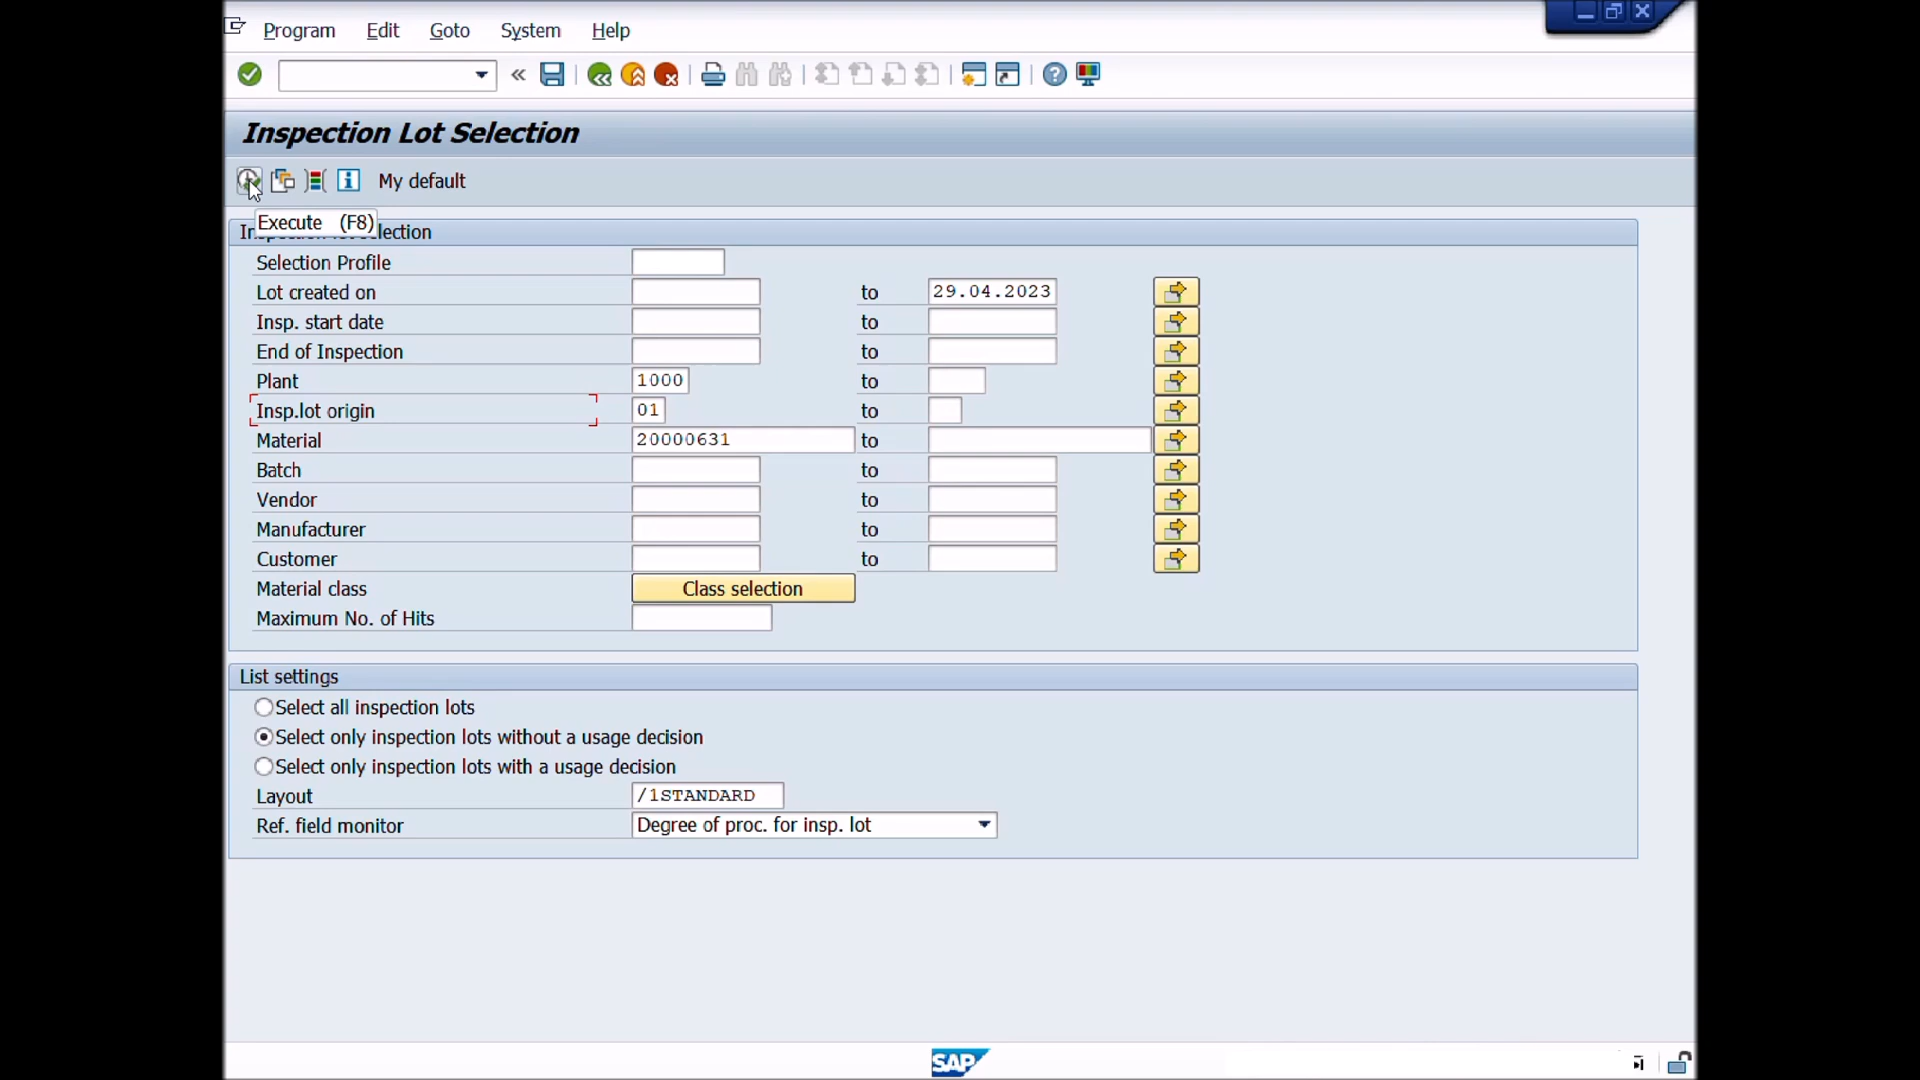 Program Edit Goto System Help
Inspection Lot Selection
My default
Execute (F8)
Selection Profile
Lot created on to 29.04.2023
Insp. start date to
End of Inspection to
Plant 1000 to
Insp.lot origin 01 to
Material 20000631 to
Batch to
Vendor to
Manufacturer to
Customer to
Material class Class selection
Maximum No. of Hits
List settings
Select all inspection lots
Select only inspection lots without a usage decision
Select only inspection lots with a usage decision
Layout /1STANDARD
Ref. field monitor Degree of proc. for insp. lot
SAP